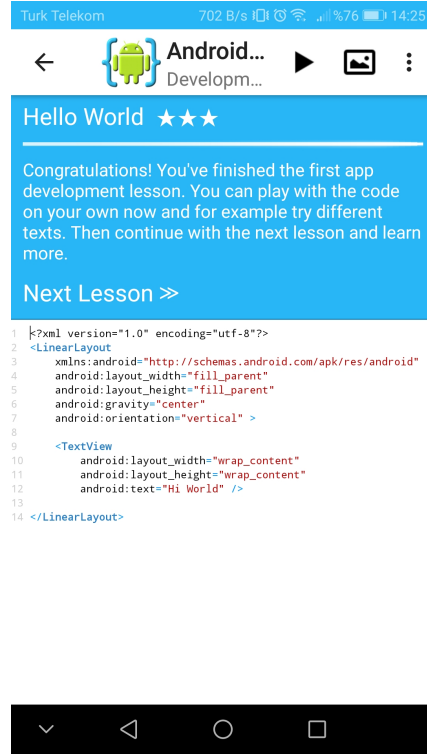 Turk Telekom 702 B/s %76 14:25
Android...
Developm...
Hello World ★★★
Congratulations! You've finished the first app
development lesson. You can play with the code
on your own now and for example try different
texts. Then continue with the next lesson and learn
more.
Next Lesson ≫
1 <?xml version="1.0" encoding="utf-8"?>
2 <LinearLayout
3 xmlns:android="http://schemas.android.com/apk/res/android"
4 android:layout_width="fill_parent"
5 android:layout_height="fill_parent"
6 android:gravity="center"
7 android:orientation="vertical" >
8
9 <TextView
10 android:layout_width="wrap_content"
11 android:layout_height="wrap_content"
12 android:text="Hi World" />
13
14 </LinearLayout>